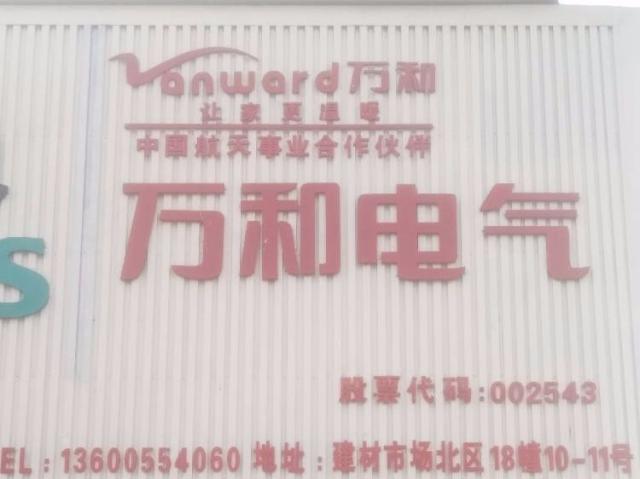 Vanward万和
让家更温暖
中国航天事业合作伙伴
万和电气
S
股票代码:002543
EL:13600554060 地址:建材市场北区18幢10-11号